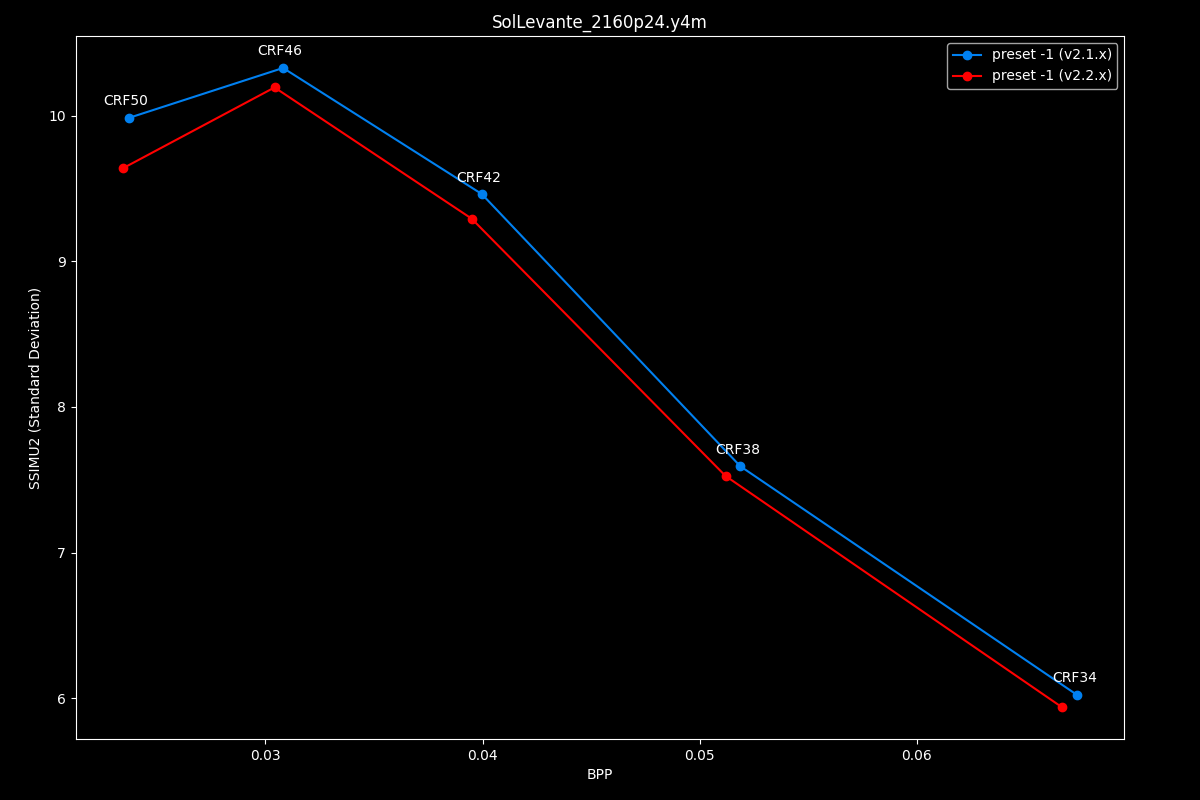 SolLevante_2160p24.y4m
preset -1 (v2.1.x)
preset -1 (v2.2.x)
CRF50
CRF46
CRF42
CRF38
CRF34
SSIMU2 (Standard Deviation)
10
9
8
7
6
0.03
0.04
0.05
0.06
BPP